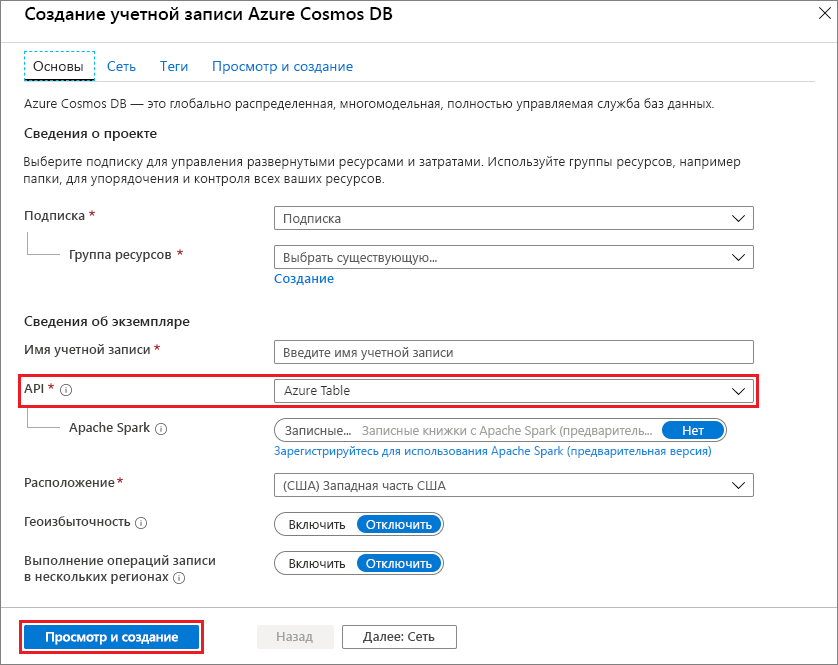 Создание учетной записи Azure Cosmos DB
Основы Сеть Теги Просмотр и создание
Azure Cosmos DB — это глобально распределенная, многомодельная, полностью управляемая служба баз данных.
Сведения о проекте
Выберите подписку для управления развернутыми ресурсами и затратами. Используйте группы ресурсов, например
папки, для упорядочения и контроля всех ваших ресурсов.
Подписка * Подписка
Группа ресурсов * Выбрать существующую...
Создание
Сведения об экземпляре
Имя учетной записи * Введите имя учетной записи
API * Azure Table
Apache Spark Записные... Записные книжки с Apache Spark (предваритель... Нет
Зарегистрируйтесь для использования Apache Spark (предварительная версия)
Расположение * (США) Западная часть США
Геоизбыточность Включить Отключить
Выполнение операций записи
в нескольких регионах Включить Отключить
Просмотр и создание Назад Далее: Сеть